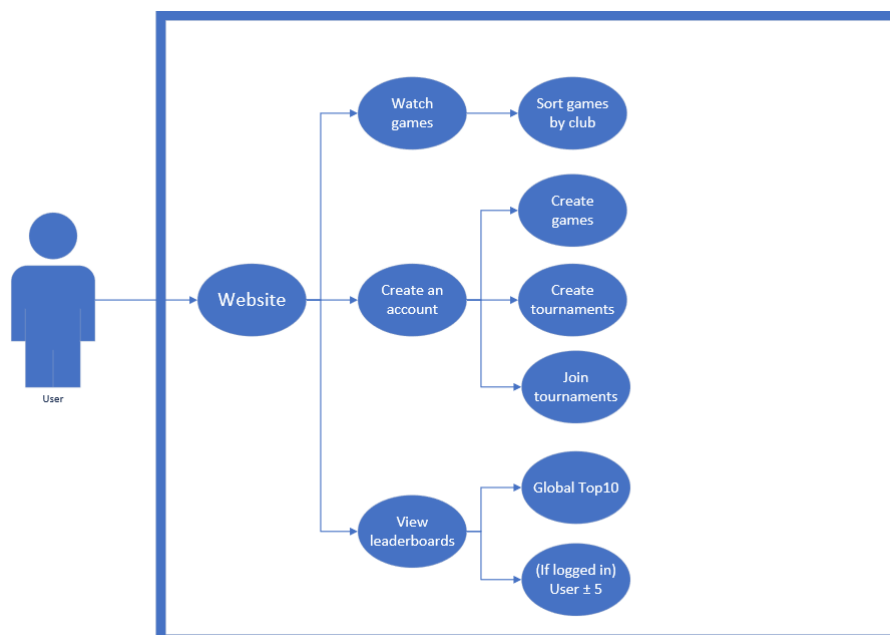 Watch
games
Sort games
by club
Create
games
Website
Create an
account
Create
tournaments
Join
tournaments
User
View
leaderboards
Global Top10
(If logged in)
User ± 5